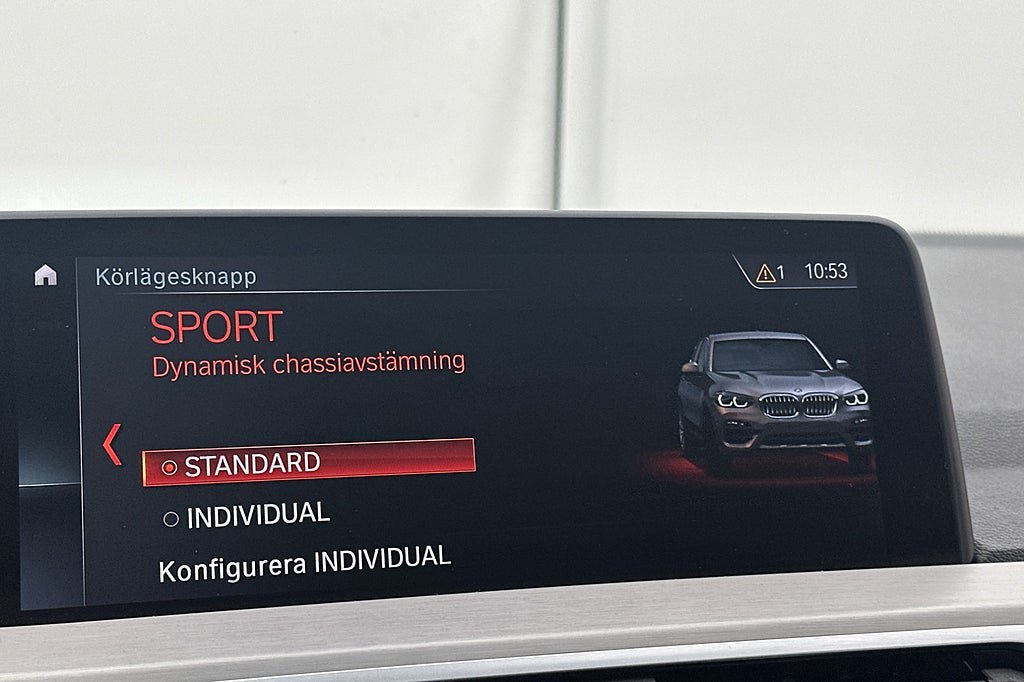 Körlägesknapp
1 10:53
SPORT
Dynamisk chassiavstämning
STANDARD
INDIVIDUAL
Konfigurera INDIVIDUAL